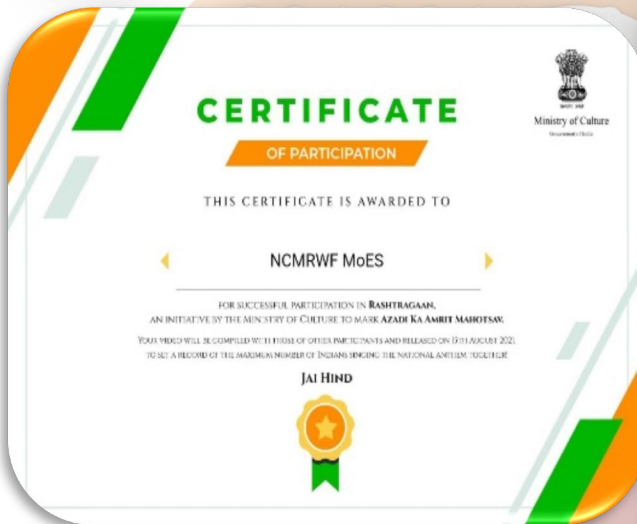 CERTIFICATE
OF PARTICIPATION
Ministry of Culture
Government of India
THIS CERTIFICATE IS AWARDED TO
NCMRWF MoES
FOR SUCCESSFUL PARTICIPATION IN RASHTRAGAAN,
AN INITIATIVE BY THE MINISTRY OF CULTURE TO MARK AZADI KA AMRIT MAHOTSAV.
YOUR VIDEO WILL BE COMPILED WITH THOSE OF OTHER PARTICIPANTS AND RELEASED ON 15TH AUGUST 2021,
TO SET A RECORD OF THE MAXIMUM NUMBER OF INDIANS SINGING THE NATIONAL ANTHEM TOGETHER!
JAI HIND